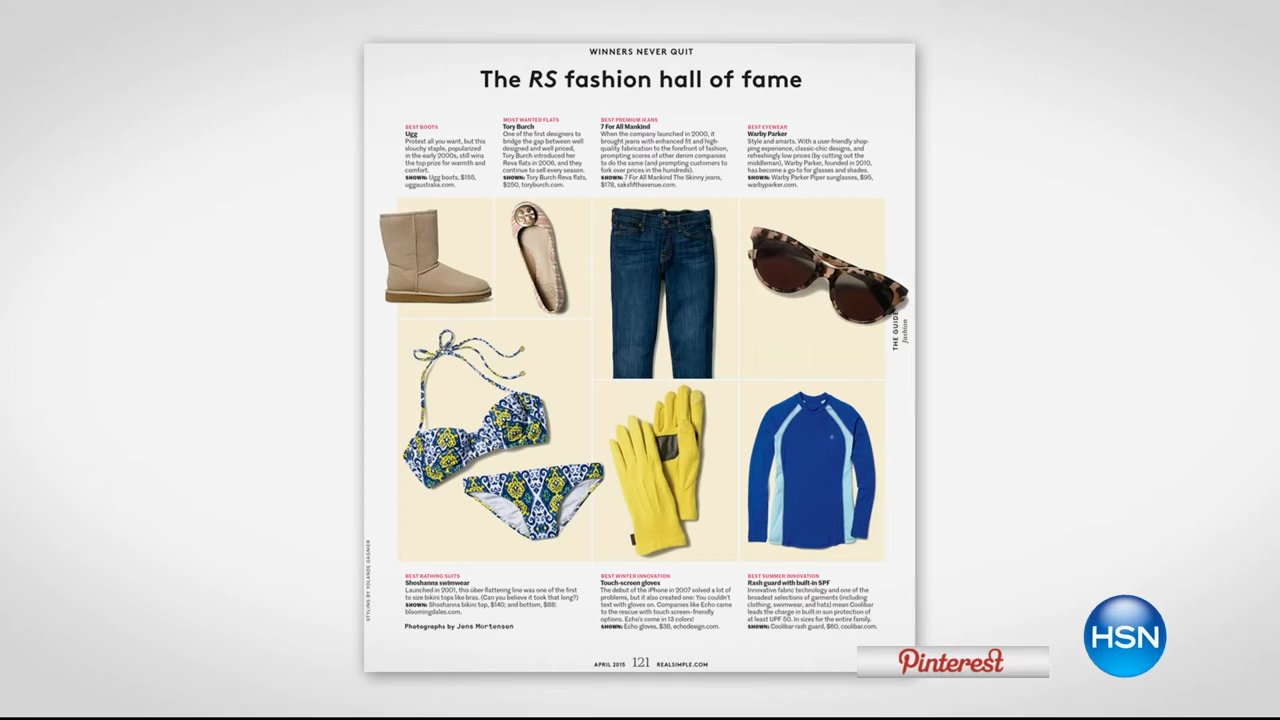 WINNERS NEVER QUIT
The RS fashion hall of fame
BEST BOOTS
Ugg
Protest all you want, but this
slouchy staple, popularized
in the early 2000s, still wins
the top prize for warmth and
comfort.
SHOWN: Ugg boots, $155,
uggaustralia.com.
MOST WANTED FLATS
Tory Burch
One of the first designers to
bridge the gap between well
designed and well priced,
Tory Burch introduced her
Reva flats in 2006, and they
continue to sell every season.
SHOWN: Tory Burch Reva flats,
$250, toryburch.com.
BEST PREMIUM JEANS
7 For All Mankind
When the company launched in 2000, it
brought jeans with enhanced fit and high-
quality fabrication to the forefront of fashion,
prompting scores of other denim companies
to do the same (and prompting customers to
fork over prices in the hundreds).
SHOWN: 7 For All Mankind The Skinny jeans,
$178, saksfifthavenue.com.
BEST EYEWEAR
Warby Parker
Style and smarts. With a user-friendly shop-
ping experience, classic-chic designs, and
refreshingly low prices (by cutting out the
middleman), Warby Parker, founded in 2010,
has become a go-to for glasses and shades.
SHOWN: Warby Parker Piper sunglasses, $95,
warbyparker.com.
THE GUIDE
fashion
STYLING BY YOLANDE GAGNIER
BEST BATHING SUITS
Shoshanna swimwear
Launched in 2001, this über-flattering line was one of the first
to size bikini tops like bras. (Can you believe it took that long?)
SHOWN: Shoshanna bikini top, $140; and bottom, $88;
bloomingdales.com.
Photographs by Jens Mortensen
BEST WINTER INNOVATION
Touch-screen gloves
The debut of the iPhone in 2007 solved a lot of
problems, but it also created one: You couldn't
text with gloves on. Companies like Echo came
to the rescue with touch screen–friendly
options. Echo's come in 13 colors!
SHOWN: Echo gloves, $38, echodesign.com.
BEST SUMMER INNOVATION
Rash guard with built-in SPF
Innovative fabric technology and one of the
broadest selections of garments (including
clothing, swimwear, and hats) mean Coolibar
leads the charge in built-in sun protection of
at least UPF 50. In sizes for the entire family.
SHOWN: Coolibar rash guard, $60, coolibar.com.
APRIL 2015 121 REALSIMPLE.COM
Pinterest
HSN